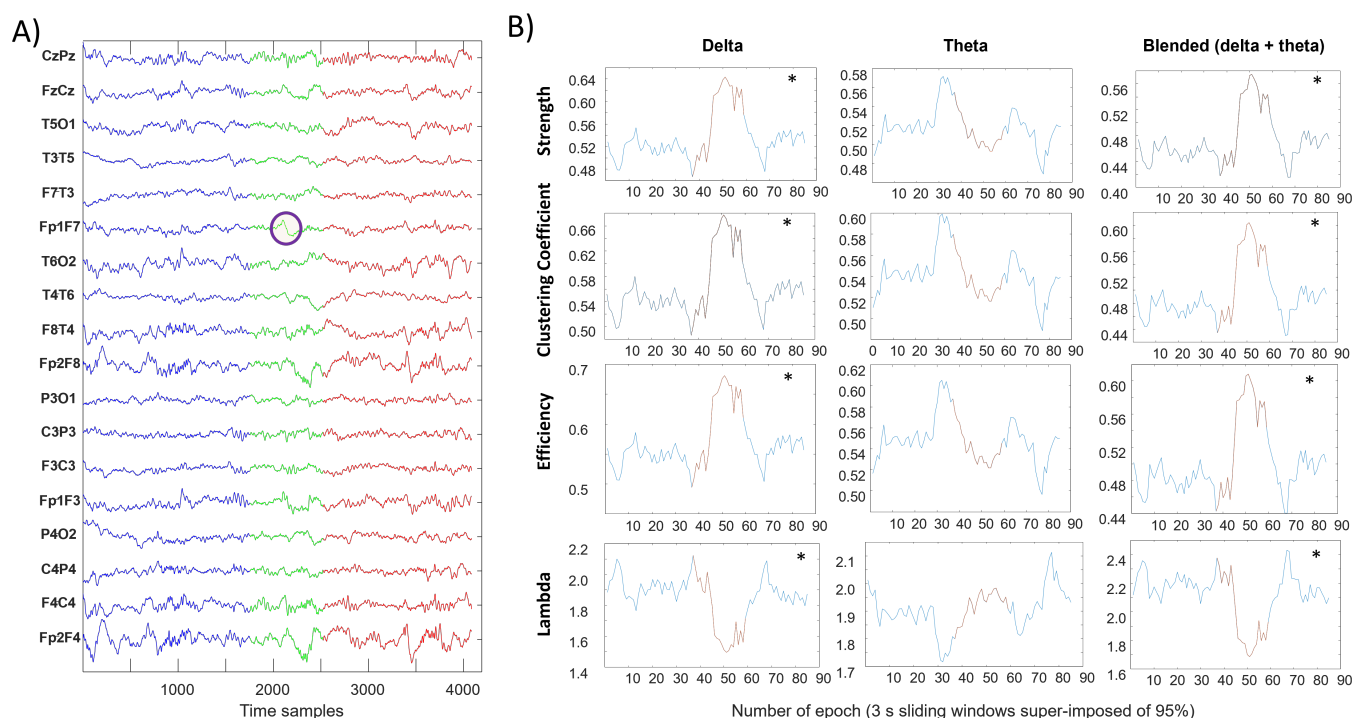 A)
CzPz
FzCz
T5O1
T3T5
F7T3
Fp1F7
T6O2
T4T6
F8T4
Fp2F8
P3O1
C3P3
F3C3
Fp1F3
P4O2
C4P4
F4C4
Fp2F4
1000 2000 3000 4000
Time samples
B)
Delta Theta Blended (delta + theta)
Strength
0.64
0.60
0.56
0.52
0.48
10 20 30 40 50 60 70 80 90
*
0.58
0.56
0.54
0.52
0.50
0.48
0 10 20 30 40 50 60 70 80 85
0.56
0.52
0.48
0.44
0.40
10 20 30 40 50 60 70 80 90
*
Clustering Coefficient
0.66
0.62
0.58
0.54
0.50
10 20 30 40 50 60 70 80 90
*
0.60
0.58
0.56
0.54
0.52
0.50
0 10 20 30 40 50 60 70 80 85
0.60
0.56
0.52
0.48
0.44
10 20 30 40 50 60 70 80 90
*
Efficiency
0.7
0.6
0.5
10 20 30 40 50 60 70 80 90
*
0.62
0.60
0.58
0.56
0.54
0.52
0.50
0 10 20 30 40 50 60 70 80 85
0.60
0.56
0.52
0.48
0.44
10 20 30 40 50 60 70 80 90
*
Lambda
2.2
2.0
1.8
1.6
1.4
10 20 30 40 50 60 70 80 90
*
2.1
2.0
1.9
1.8
1.7
0 10 20 30 40 50 60 70 80 85
2.4
2.2
2.0
1.8
1.6
10 20 30 40 50 60 70 80 90
*
Number of epoch (3 s sliding windows super-imposed of 95%)